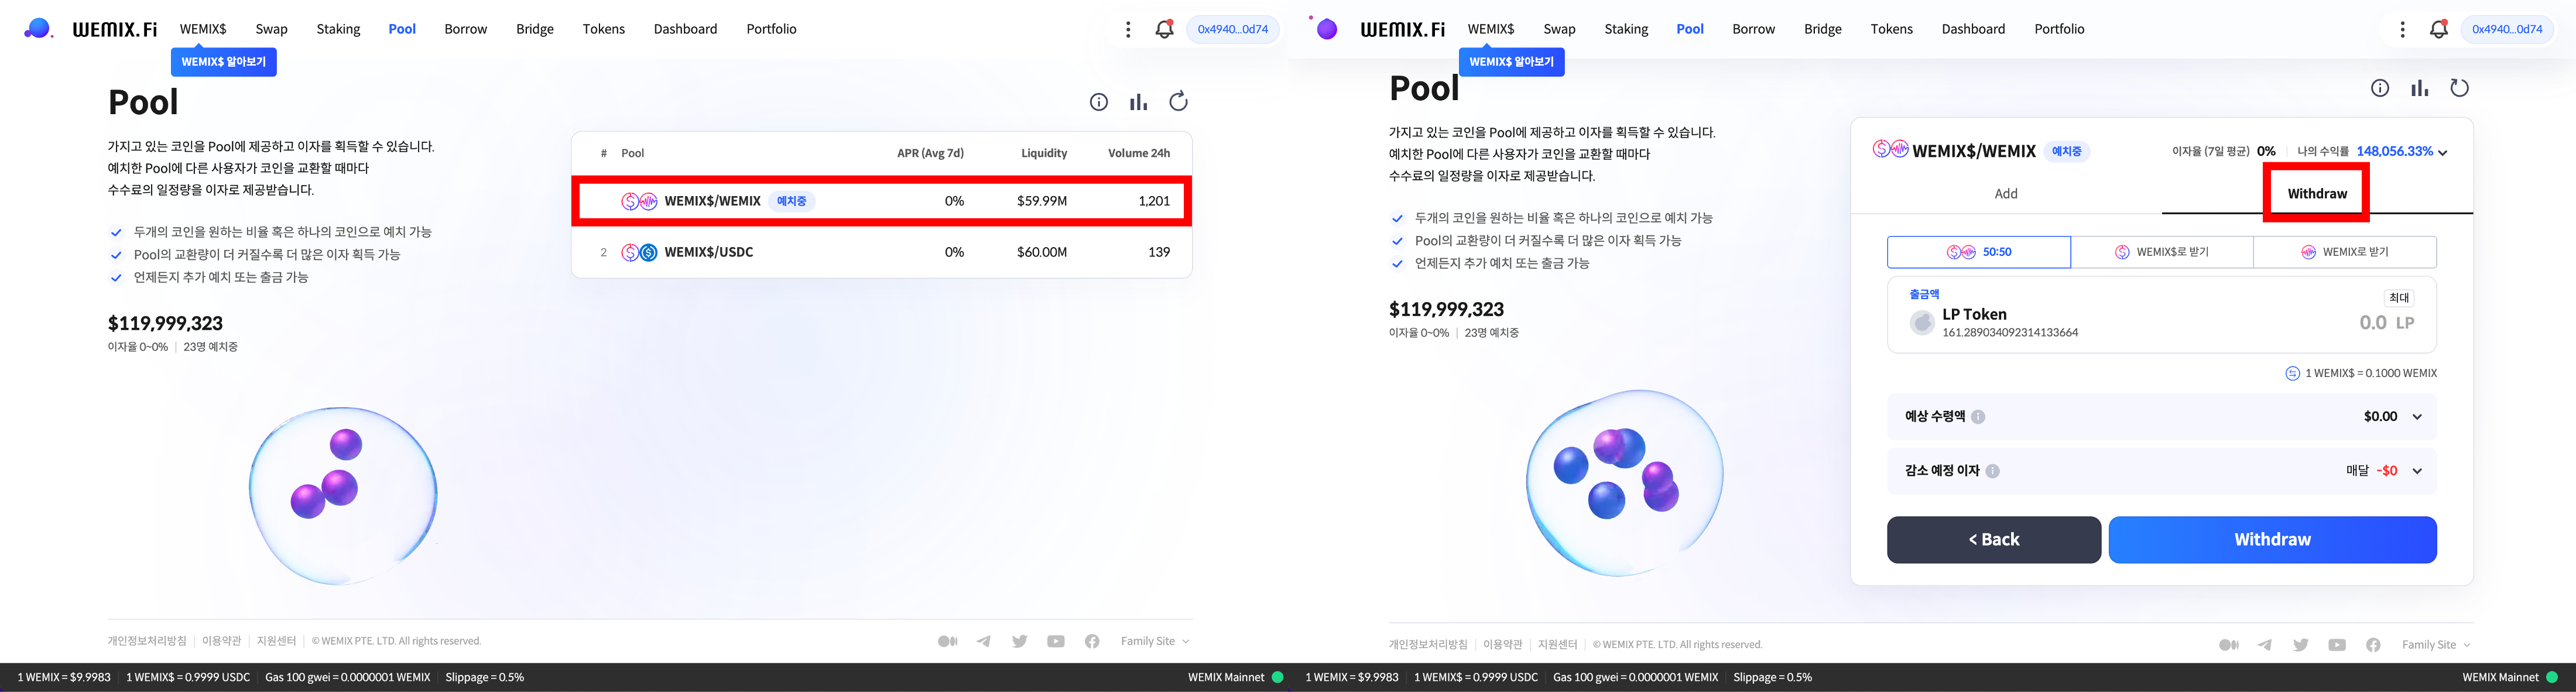 WEMIX.Fi WEMIX$ Swap Staking Pool Borrow Bridge Tokens Dashboard Portfolio 0x4940...0d74
WEMIX$ 알아보기
Pool
가지고 있는 코인을 Pool에 제공하고 이자를 획득할 수 있습니다.
예치한 Pool에 다른 사용자가 코인을 교환할 때마다
수수료의 일정량을 이자로 제공받습니다.
두개의 코인을 원하는 비율 혹은 하나의 코인으로 예치 가능
Pool의 교환량이 더 커질수록 더 많은 이자 획득 가능
언제든지 추가 예치 또는 출금 가능
$119,999,323
이자율 0~0% | 23명 예치중
# Pool APR (Avg 7d) Liquidity Volume 24h
WEMIX$/WEMIX 예치중 0% $59.99M 1,201
2 WEMIX$/USDC 0% $60.00M 139
개인정보처리방침 | 이용약관 | 지원센터 | © WEMIX PTE. LTD. All rights reserved.
Family Site
1 WEMIX = $9.9983 | 1 WEMIX$ = 0.9999 USDC | Gas 100 gwei = 0.0000001 WEMIX | Slippage = 0.5%
WEMIX Mainnet
WEMIX.Fi WEMIX$ Swap Staking Pool Borrow Bridge Tokens Dashboard Portfolio 0x4940...0d74
WEMIX$ 알아보기
Pool
가지고 있는 코인을 Pool에 제공하고 이자를 획득할 수 있습니다.
예치한 Pool에 다른 사용자가 코인을 교환할 때마다
수수료의 일정량을 이자로 제공받습니다.
두개의 코인을 원하는 비율 혹은 하나의 코인으로 예치 가능
Pool의 교환량이 더 커질수록 더 많은 이자 획득 가능
언제든지 추가 예치 또는 출금 가능
$119,999,323
이자율 0~0% | 23명 예치중
WEMIX$/WEMIX 예치중 이자율 (7일 평균) 0% | 나의 수익률 148,056.33%
Add Withdraw
50:50 WEMIX$로 받기 WEMIX로 받기
출금액 최대
LP Token 0.0 LP
161.289034092314133664
1 WEMIX$ = 0.1000 WEMIX
예상 수령액 $0.00
감소 예정 이자 매달 ~$0
< Back Withdraw
개인정보처리방침 | 이용약관 | 지원센터 | © WEMIX PTE. LTD. All rights reserved.
Family Site
1 WEMIX = $9.9983 | 1 WEMIX$ = 0.9999 USDC | Gas 100 gwei = 0.0000001 WEMIX | Slippage = 0.5%
WEMIX Mainnet